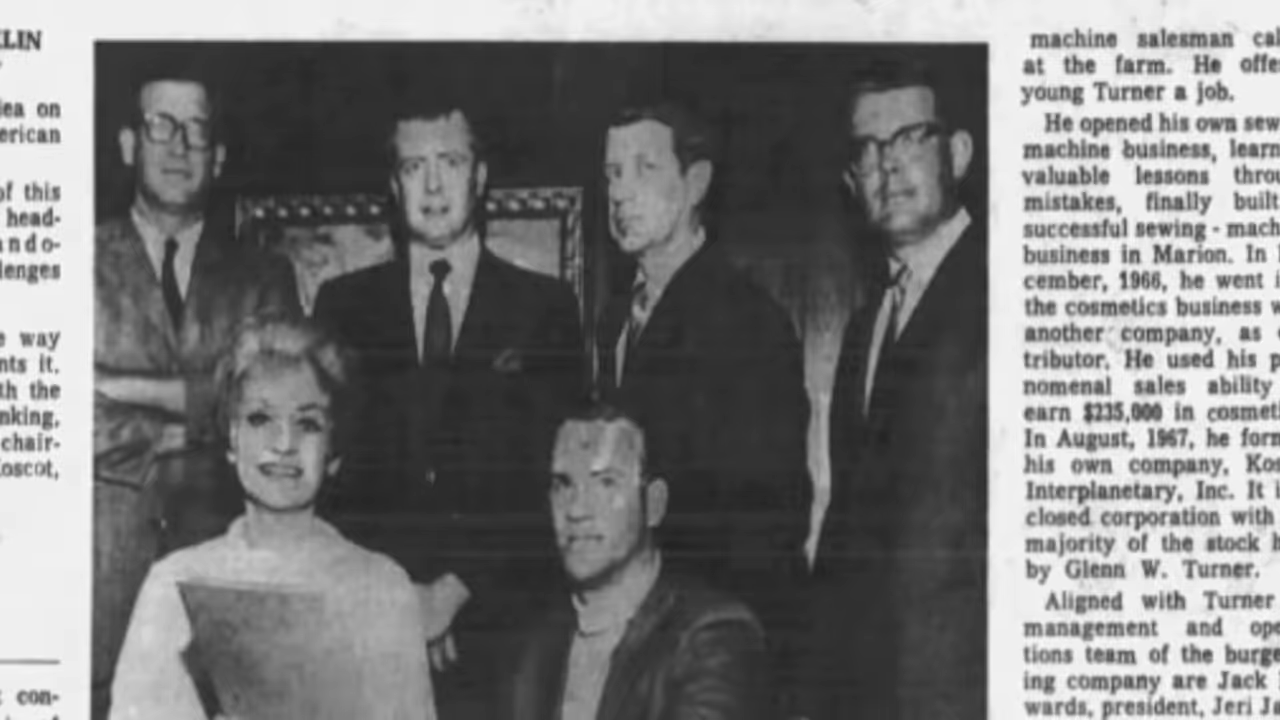 LIN
lea on
erican
of this
head-
ando-
lenges
e way
nts it.
th the
nking,
chair-
oscot,
con-
machine salesman cal
at the farm. He offe
young Turner a job.
He opened his own sew
machine business, learn
valuable lessons throu
mistakes, finally built
successful sewing - mach
business in Marion. In
cember, 1966, he went i
the cosmetics business w
another company, as
tributor. He used his p
nomenal sales ability
earn $235,000 in cosmeti
In August, 1967, he form
his own company, Kos
Interplanetary, Inc. It i
closed corporation with
majority of the stock h
by Glenn W. Turner.
Aligned with Turner
management and ope
tions team of the burge
ing company are Jack
wards, president, Jeri Ja